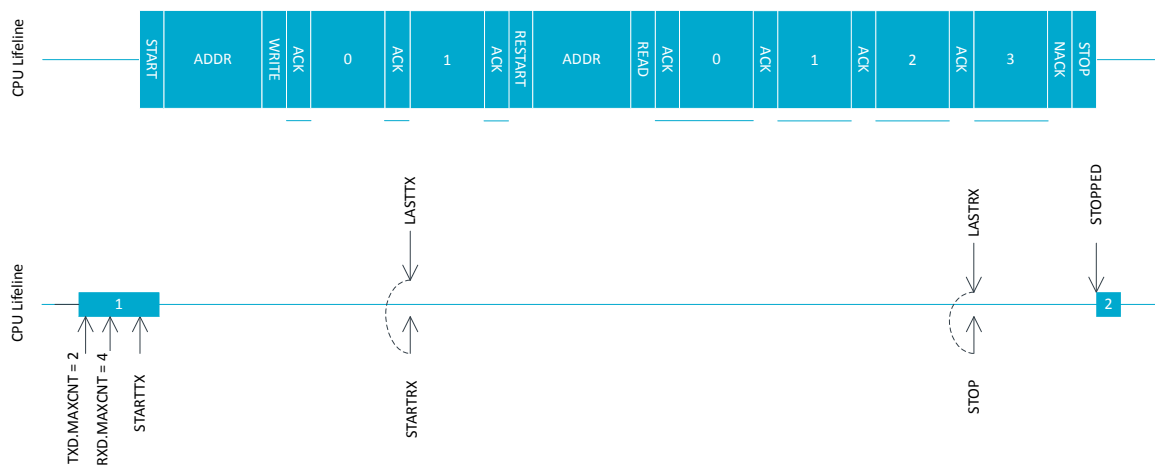 CPU Lifeline
START
ADDR
WRITE
ACK
0
ACK
1
ACK
RESTART
ADDR
READ
ACK
0
ACK
1
ACK
2
ACK
3
NACK
STOP
LASTTX
LASTRX
STOPPED
CPU Lifeline
1
2
TXD.MAXCNT = 2
RXD.MAXCNT = 4
STARTTX
STARTRX
STOP